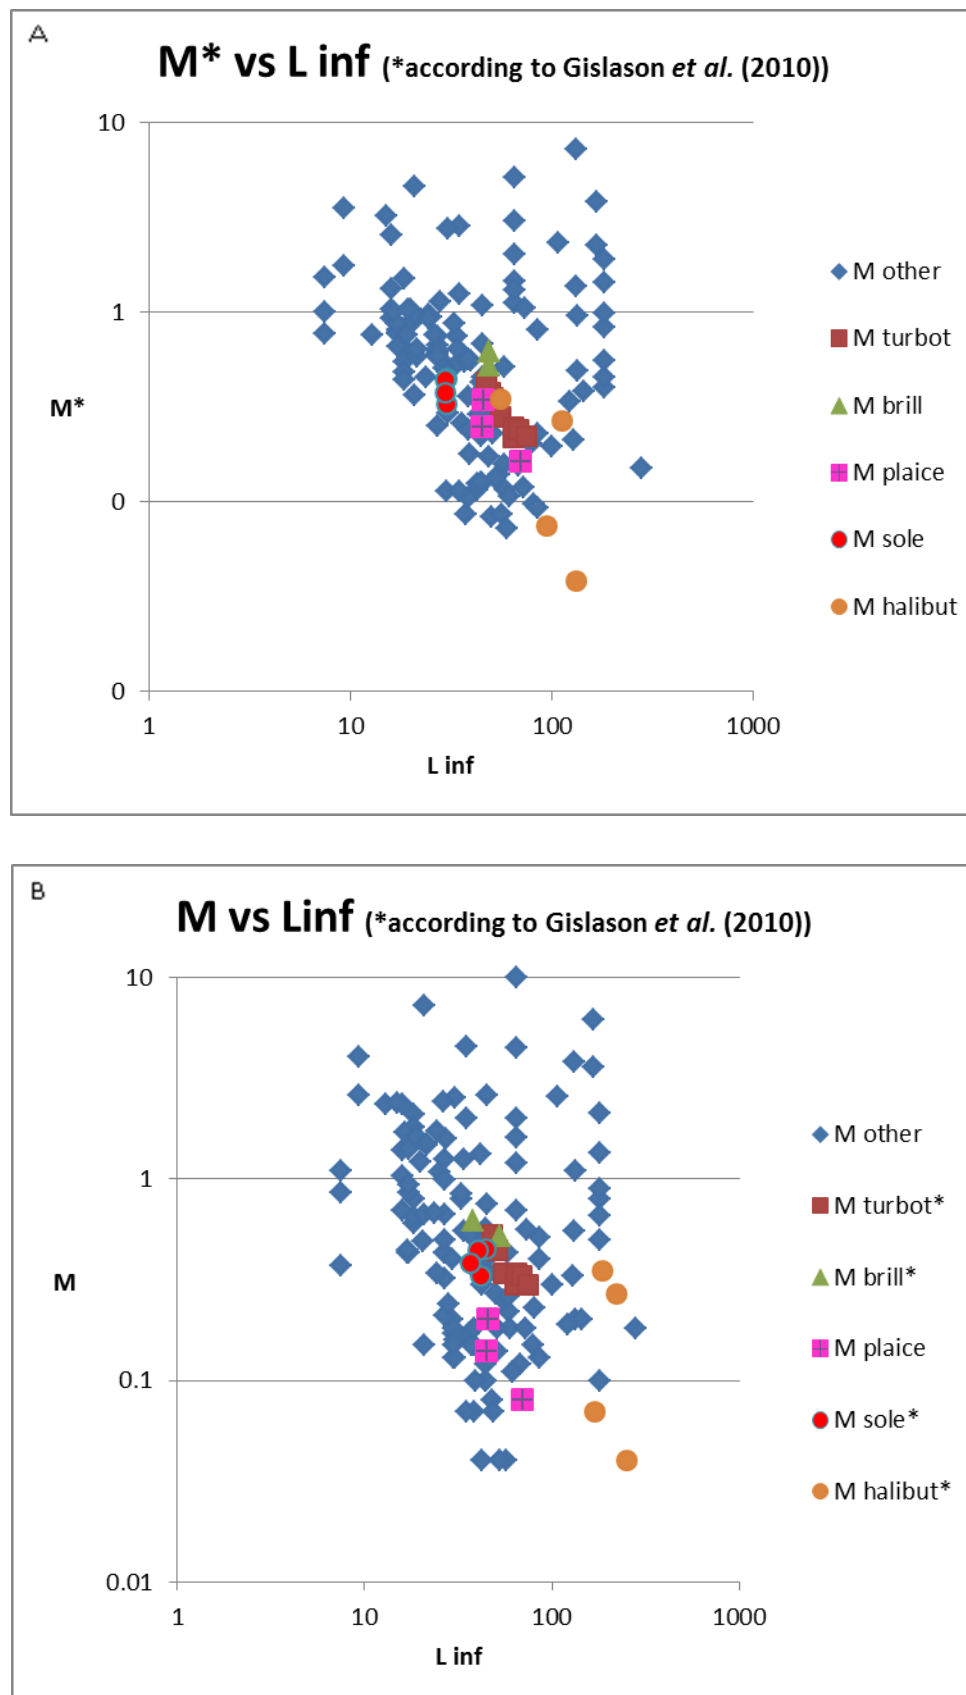 A
M* vs L inf (*according to Gislason et al. (2010))
10
1
0
0
M*
1 10 100 1000
L inf
M other
M turbot
M brill
M plaice
M sole
M halibut
B
M vs Linf (*according to Gislason et al. (2010))
10
1
0.1
0.01
M
1 10 100 1000
L inf
M other
M turbot*
M brill*
M plaice
M sole*
M halibut*